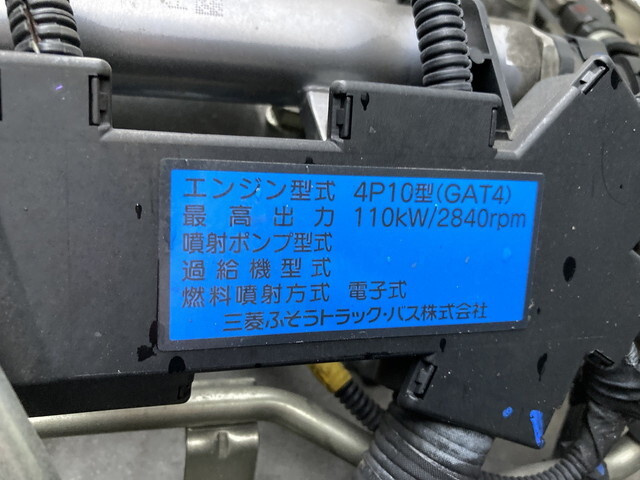 エンジン型式 4P10型(GAT4)
最高出力 110kW/2840rpm
噴射ポンプ型式
過給機型式
燃料噴射方式 電子式
三菱ふそうトラック・バス株式会社